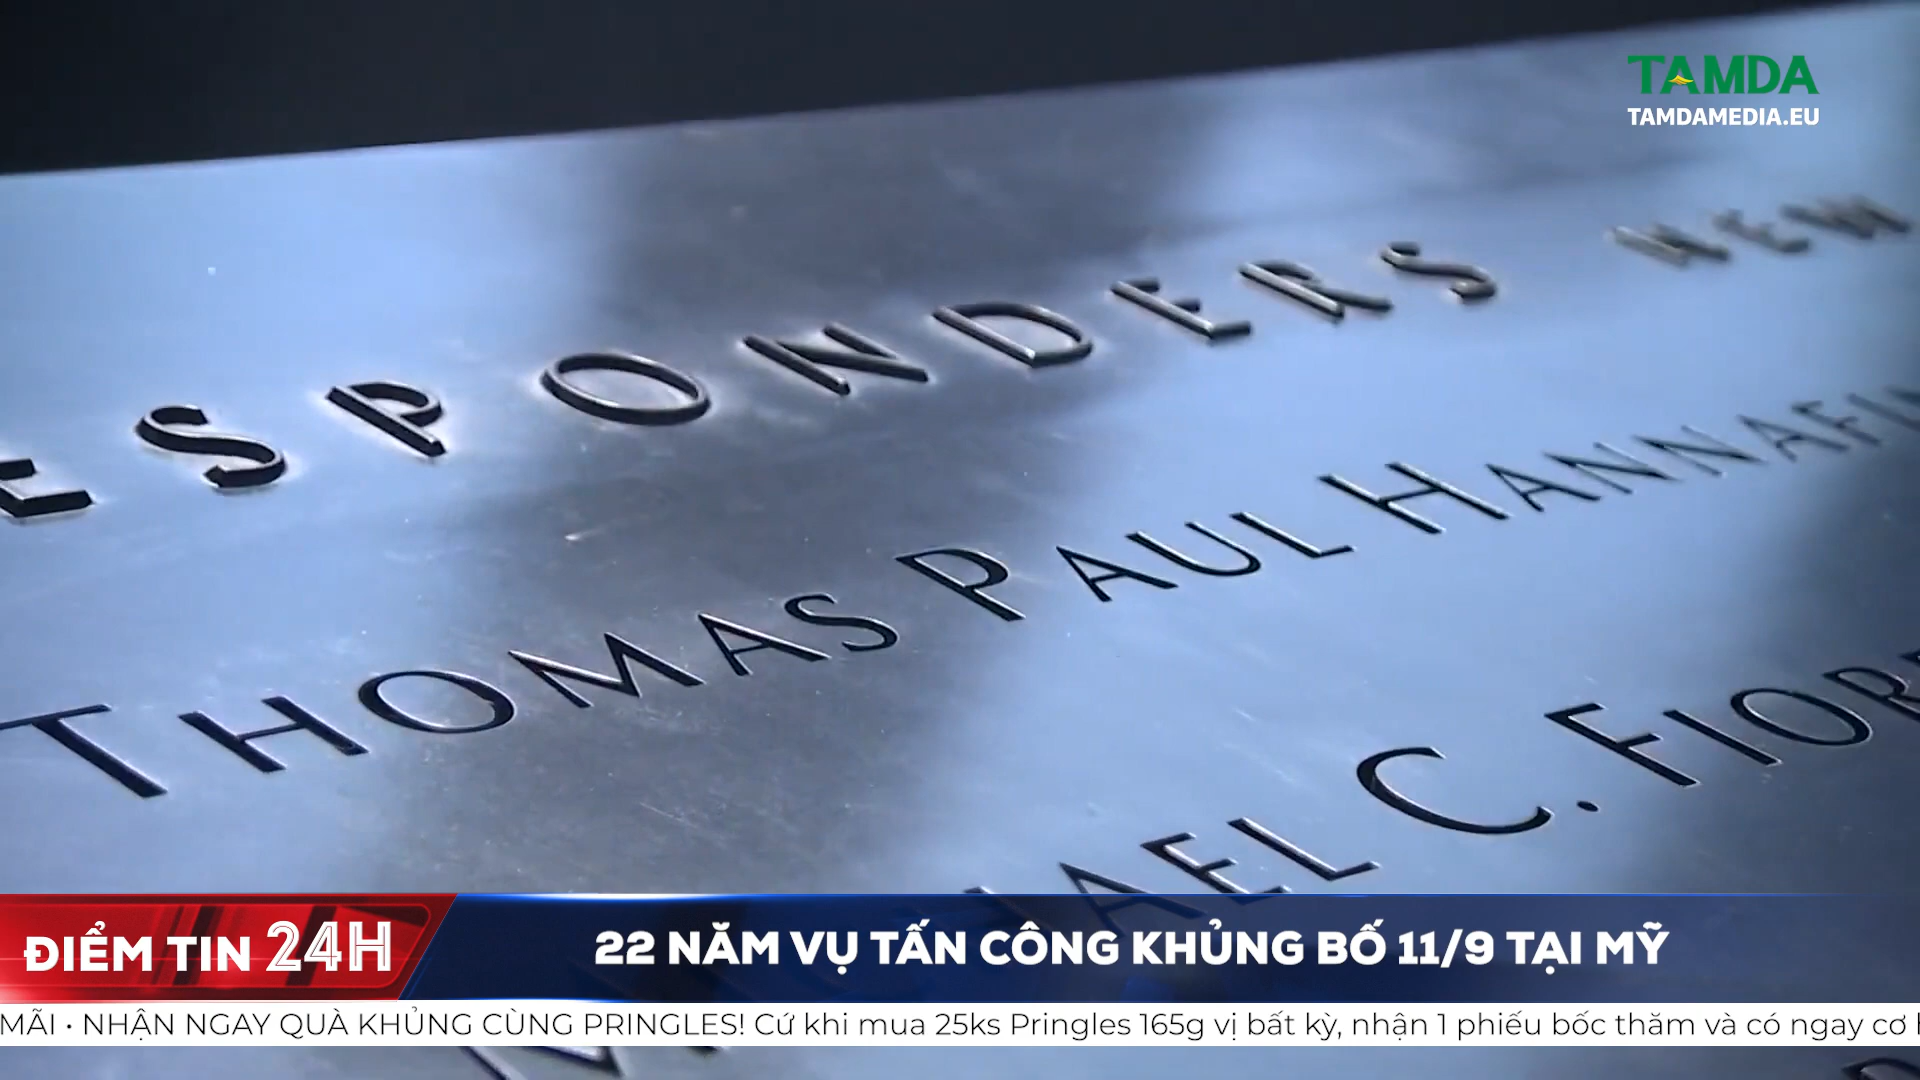 TAMDA
TAMDAMEDIA.EU
ESPONDERS NEW
THOMAS PAUL HANNAFI
C. FIOR
ĐIỂM TIN 24H
22 NĂM VỤ TẤN CÔNG KHỦNG BỐ 11/9 TẠI MỸ
MÃI • NHẬN NGAY QUÀ KHỦNG CÙNG PRINGLES! Cứ khi mua 25ks Pringles 165g vị bất kỳ, nhận 1 phiếu bốc thăm và có ngay cơ